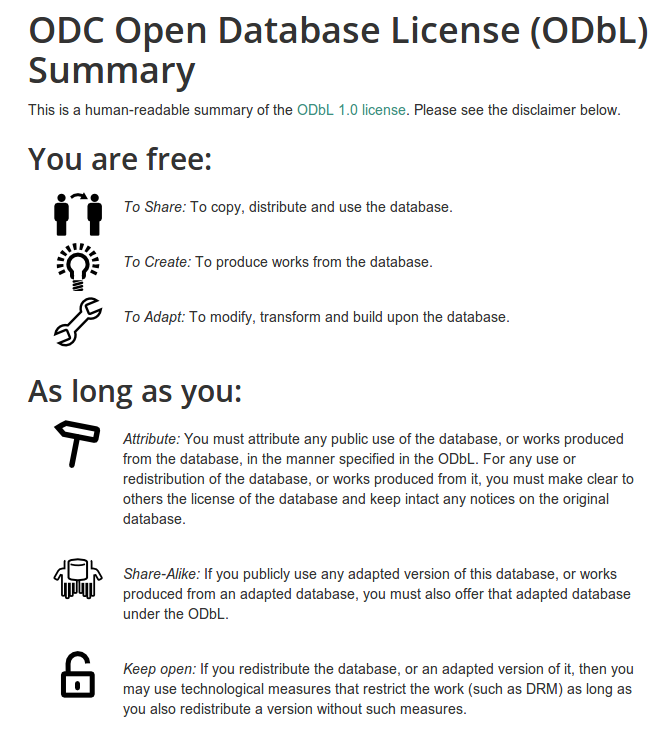 ODC Open Database License (ODbL)
Summary
This is a human-readable summary of the ODbL 1.0 license. Please see the disclaimer below.
You are free:
To Share: To copy, distribute and use the database.
To Create: To produce works from the database.
To Adapt: To modify, transform and build upon the database.
As long as you:
Attribute: You must attribute any public use of the database, or works produced
from the database, in the manner specified in the ODbL. For any use or
redistribution of the database, or works produced from it, you must make clear to
others the license of the database and keep intact any notices on the original
database.
Share-Alike: If you publicly use any adapted version of this database, or works
produced from an adapted database, you must also offer that adapted database
under the ODbL.
Keep open: If you redistribute the database, or an adapted version of it, then you
may use technological measures that restrict the work (such as DRM) as long as
you also redistribute a version without such measures.